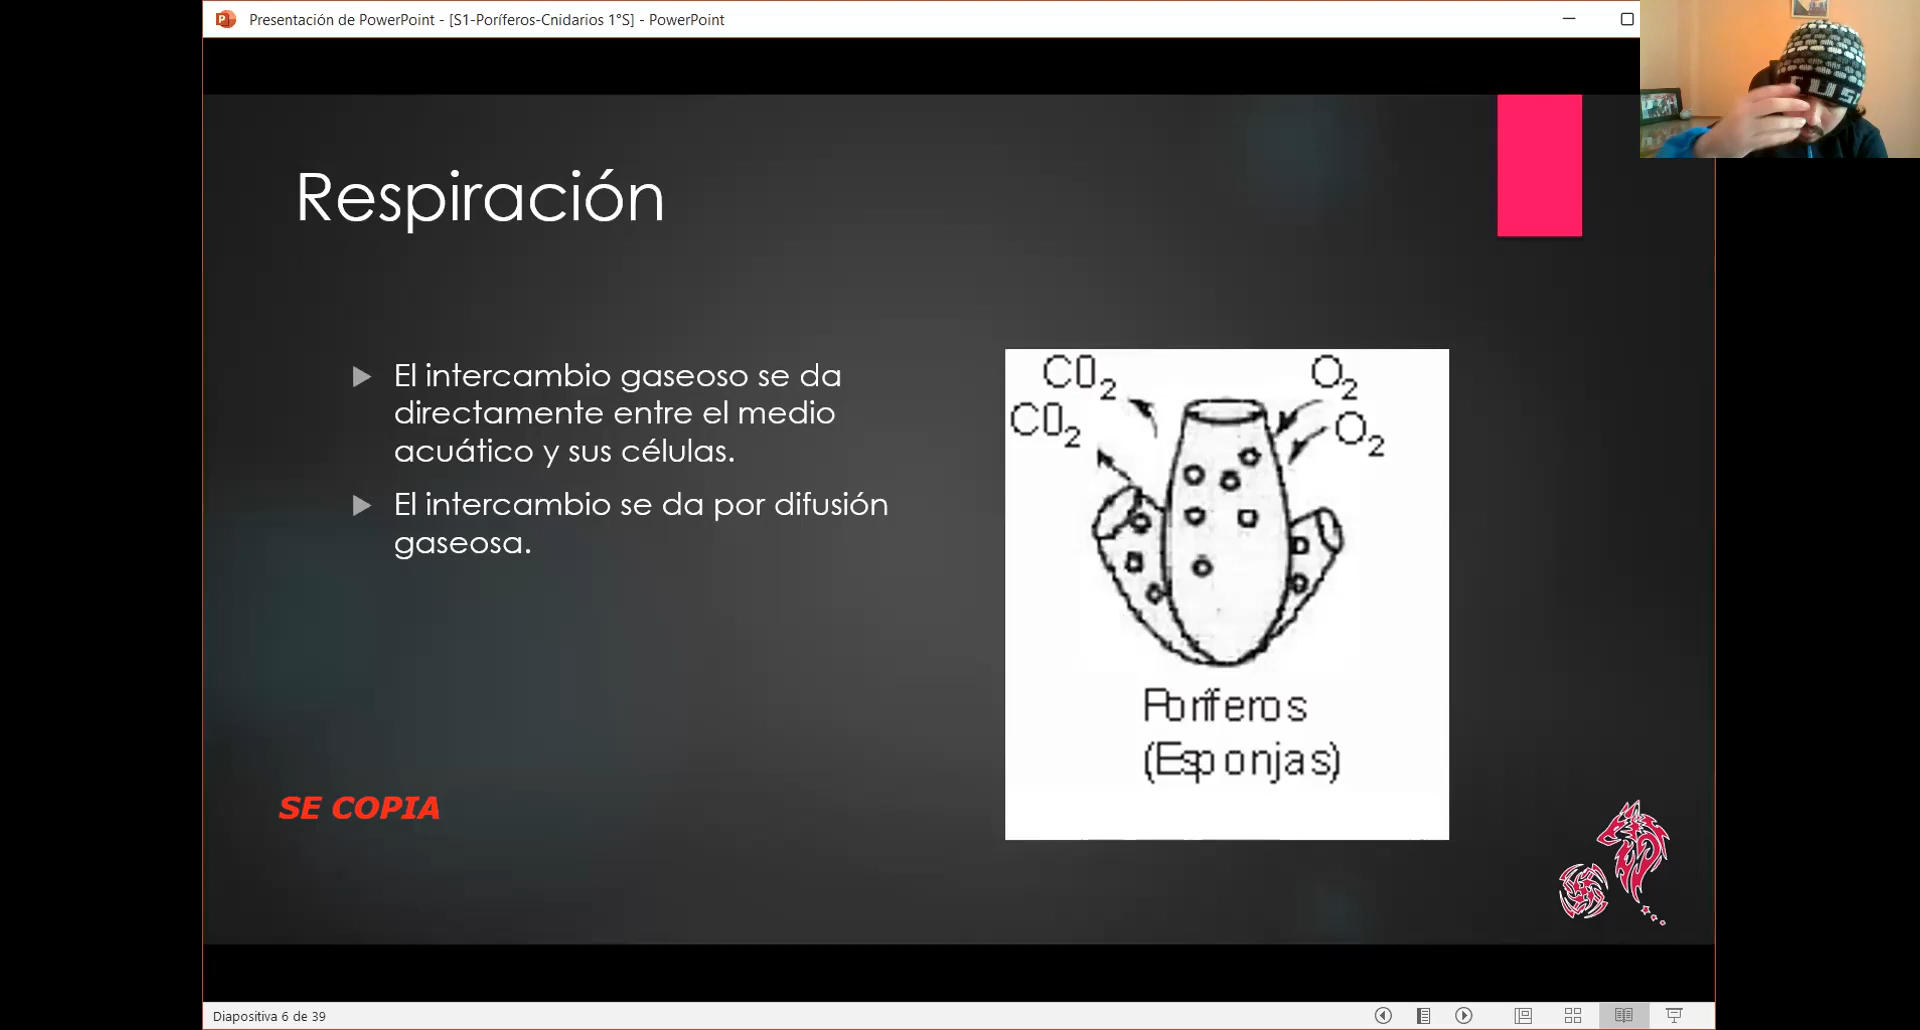 Presentación de PowerPoint - [S1-Poríferos-Cnidarios 1°S] - PowerPoint
Respiración
El intercambio gaseoso se da
directamente entre el medio
acuático y sus células.
El intercambio se da por difusión
gaseosa.
SE COPIA
CO₂
CO₂
O₂
O₂
Poríferos
(Esponjas)
Diapositiva 6 de 39